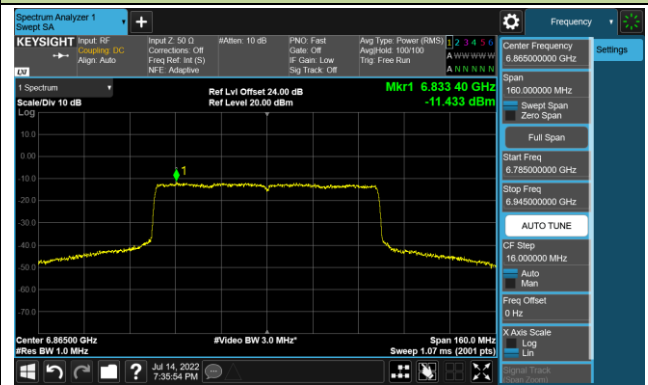 Spectrum Analyzer 1
Swept SA
+
Frequency
KEYSIGHT
Input: RF
Coupling: DC
Align: Auto
Input Z: 50 Ω
Corrections: Off
Freq Ref: Int (S)
NFE: Adaptive
#Atten: 10 dB
PNO: Fast
Gate: Off
IF Gain: Low
Sig Track: Off
Avg Type: Power (RMS)
Avg|Hold: 100/100
Trig: Free Run
1 2 3 4 5 6
A W W W W W
A N N N N N
LXI
1 Spectrum
Scale/Div 10 dB
Log
Ref Lvl Offset 24.00 dB
Ref Level 20.00 dBm
Mkr1 6.833 40 GHz
-11.433 dBm
10.0
0.00
-10.0
-20.0
-30.0
-40.0
-50.0
-60.0
-70.0
1
Center 6.86500 GHz
#Res BW 1.0 MHz
#Video BW 3.0 MHz*
Span 160.0 MHz
Sweep 1.07 ms (2001 pts)
Jul 14, 2022
7:35:54 PM
?
Center Frequency
6.865000000 GHz
Span
160.000000 MHz
Swept Span
Zero Span
Full Span
Start Freq
6.785000000 GHz
Stop Freq
6.945000000 GHz
AUTO TUNE
CF Step
16.000000 MHz
Auto
Man
Freq Offset
0 Hz
X Axis Scale
Log
Lin
Signal Track
(Span Zoom)
Settings